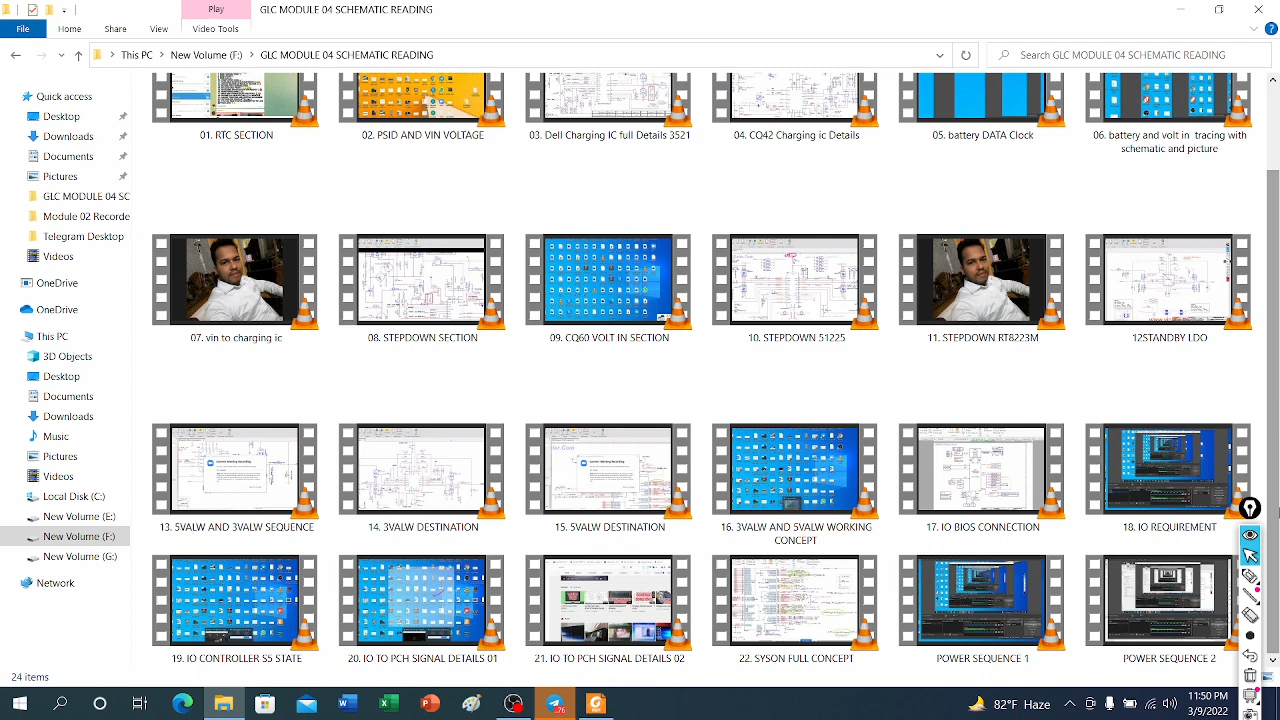 Play
GLC MODULE 04 SCHEMATIC READING
File
Home
Share
View
Video Tools
This PC
New Volume (F:)
GLC MODULE 04 SCHEMATIC READING
Search GLC MODULE 04 SCHEMATIC READING
Quick access
Desktop
Downloads
Documents
Pictures
GLC MODULE 04 SC
Module 02 Recorde
Telegram Desktop
Videos
OneDrive
OneDrive
This PC
3D Objects
Desktop
Documents
Downloads
Music
Pictures
Videos
Local Disk (C:)
New Volume (E:)
New Volume (F:)
New Volume (G:)
Network
01. RTC SECTION
02. PSID AND VIN VOLTAGE
03. Dell Charging IC full Details 3521
04. CQ42 Charging ic Details
05. battery DATA Clock
06. battery and volt in tracing with
schematic and picture
07. vin to charging ic
08. STEPDOWN SECTION
09. CQ60 VOLT IN SECTION
10. STEPDOWN 51225
11. STEPDOWN RT8223M
12STANDBY LDO
13. 5VALW AND 3VALW SEQUENCE
14. 3VALW DESTINATION
15. 5VALW DESTINATION
16. 3VALW AND 5VALW WORKING
CONCEPT
17. IO BIOS CONNECTION
18. IO REQUIREMENT
19. IO CONTROLLER S STATE
20. IO TO PCH SIGNAL DETAILS 01
21. IO TO PCH SIGNAL DETAILS 02
22. SYSON FULL CONCEPT
POWER SEQUENCE 1
POWER SEQUENCE 2
24 items
76
82°F Haze
11:50 PM
3/9/2022